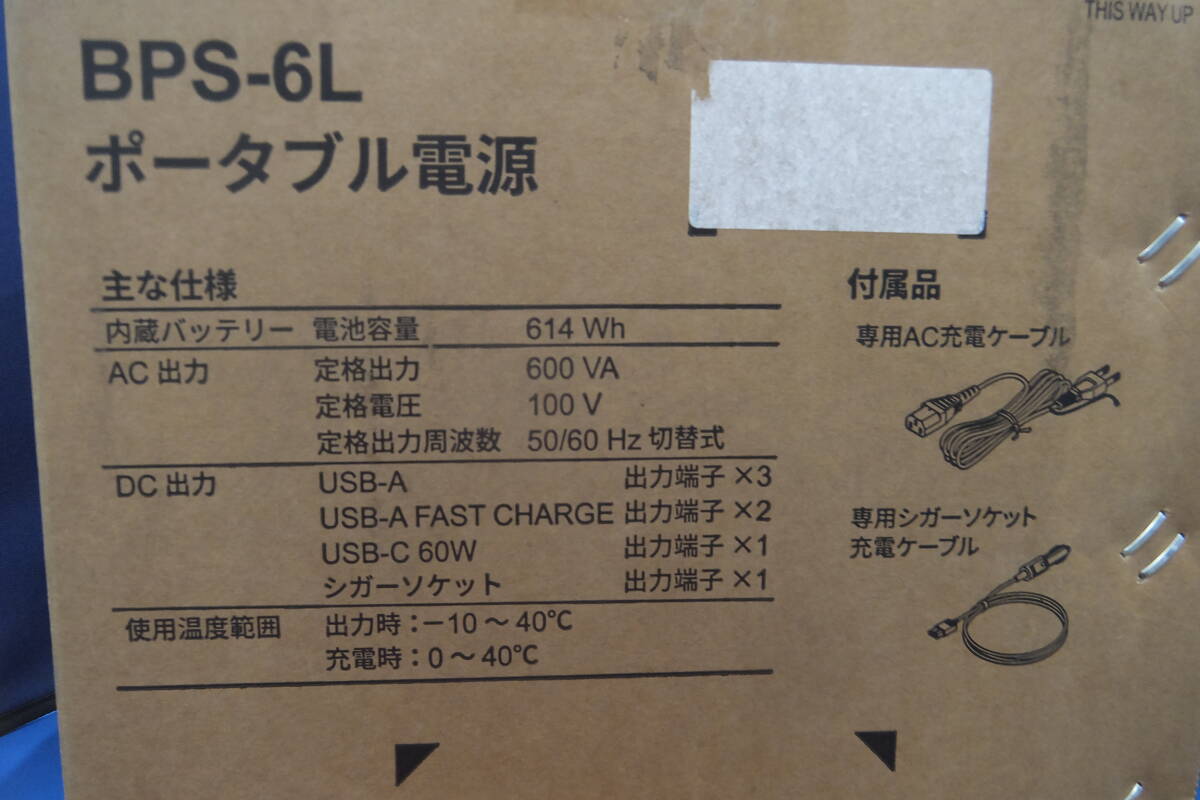 THIS WAY UP
BPS-6L
ポータブル電源
主な仕様
内蔵バッテリー 電池容量 614 Wh
AC 出力 定格出力 600 VA
定格電圧 100 V
定格出力周波数 50/60 Hz 切替式
DC 出力 USB-A 出力端子 ×3
USB-A FAST CHARGE 出力端子 ×2
USB-C 60W 出力端子 ×1
シガーソケット 出力端子 ×1
使用温度範囲 出力時：−10 〜 40℃
充電時：0 〜 40℃
付属品
専用AC充電ケーブル
専用シガーソケット
充電ケーブル